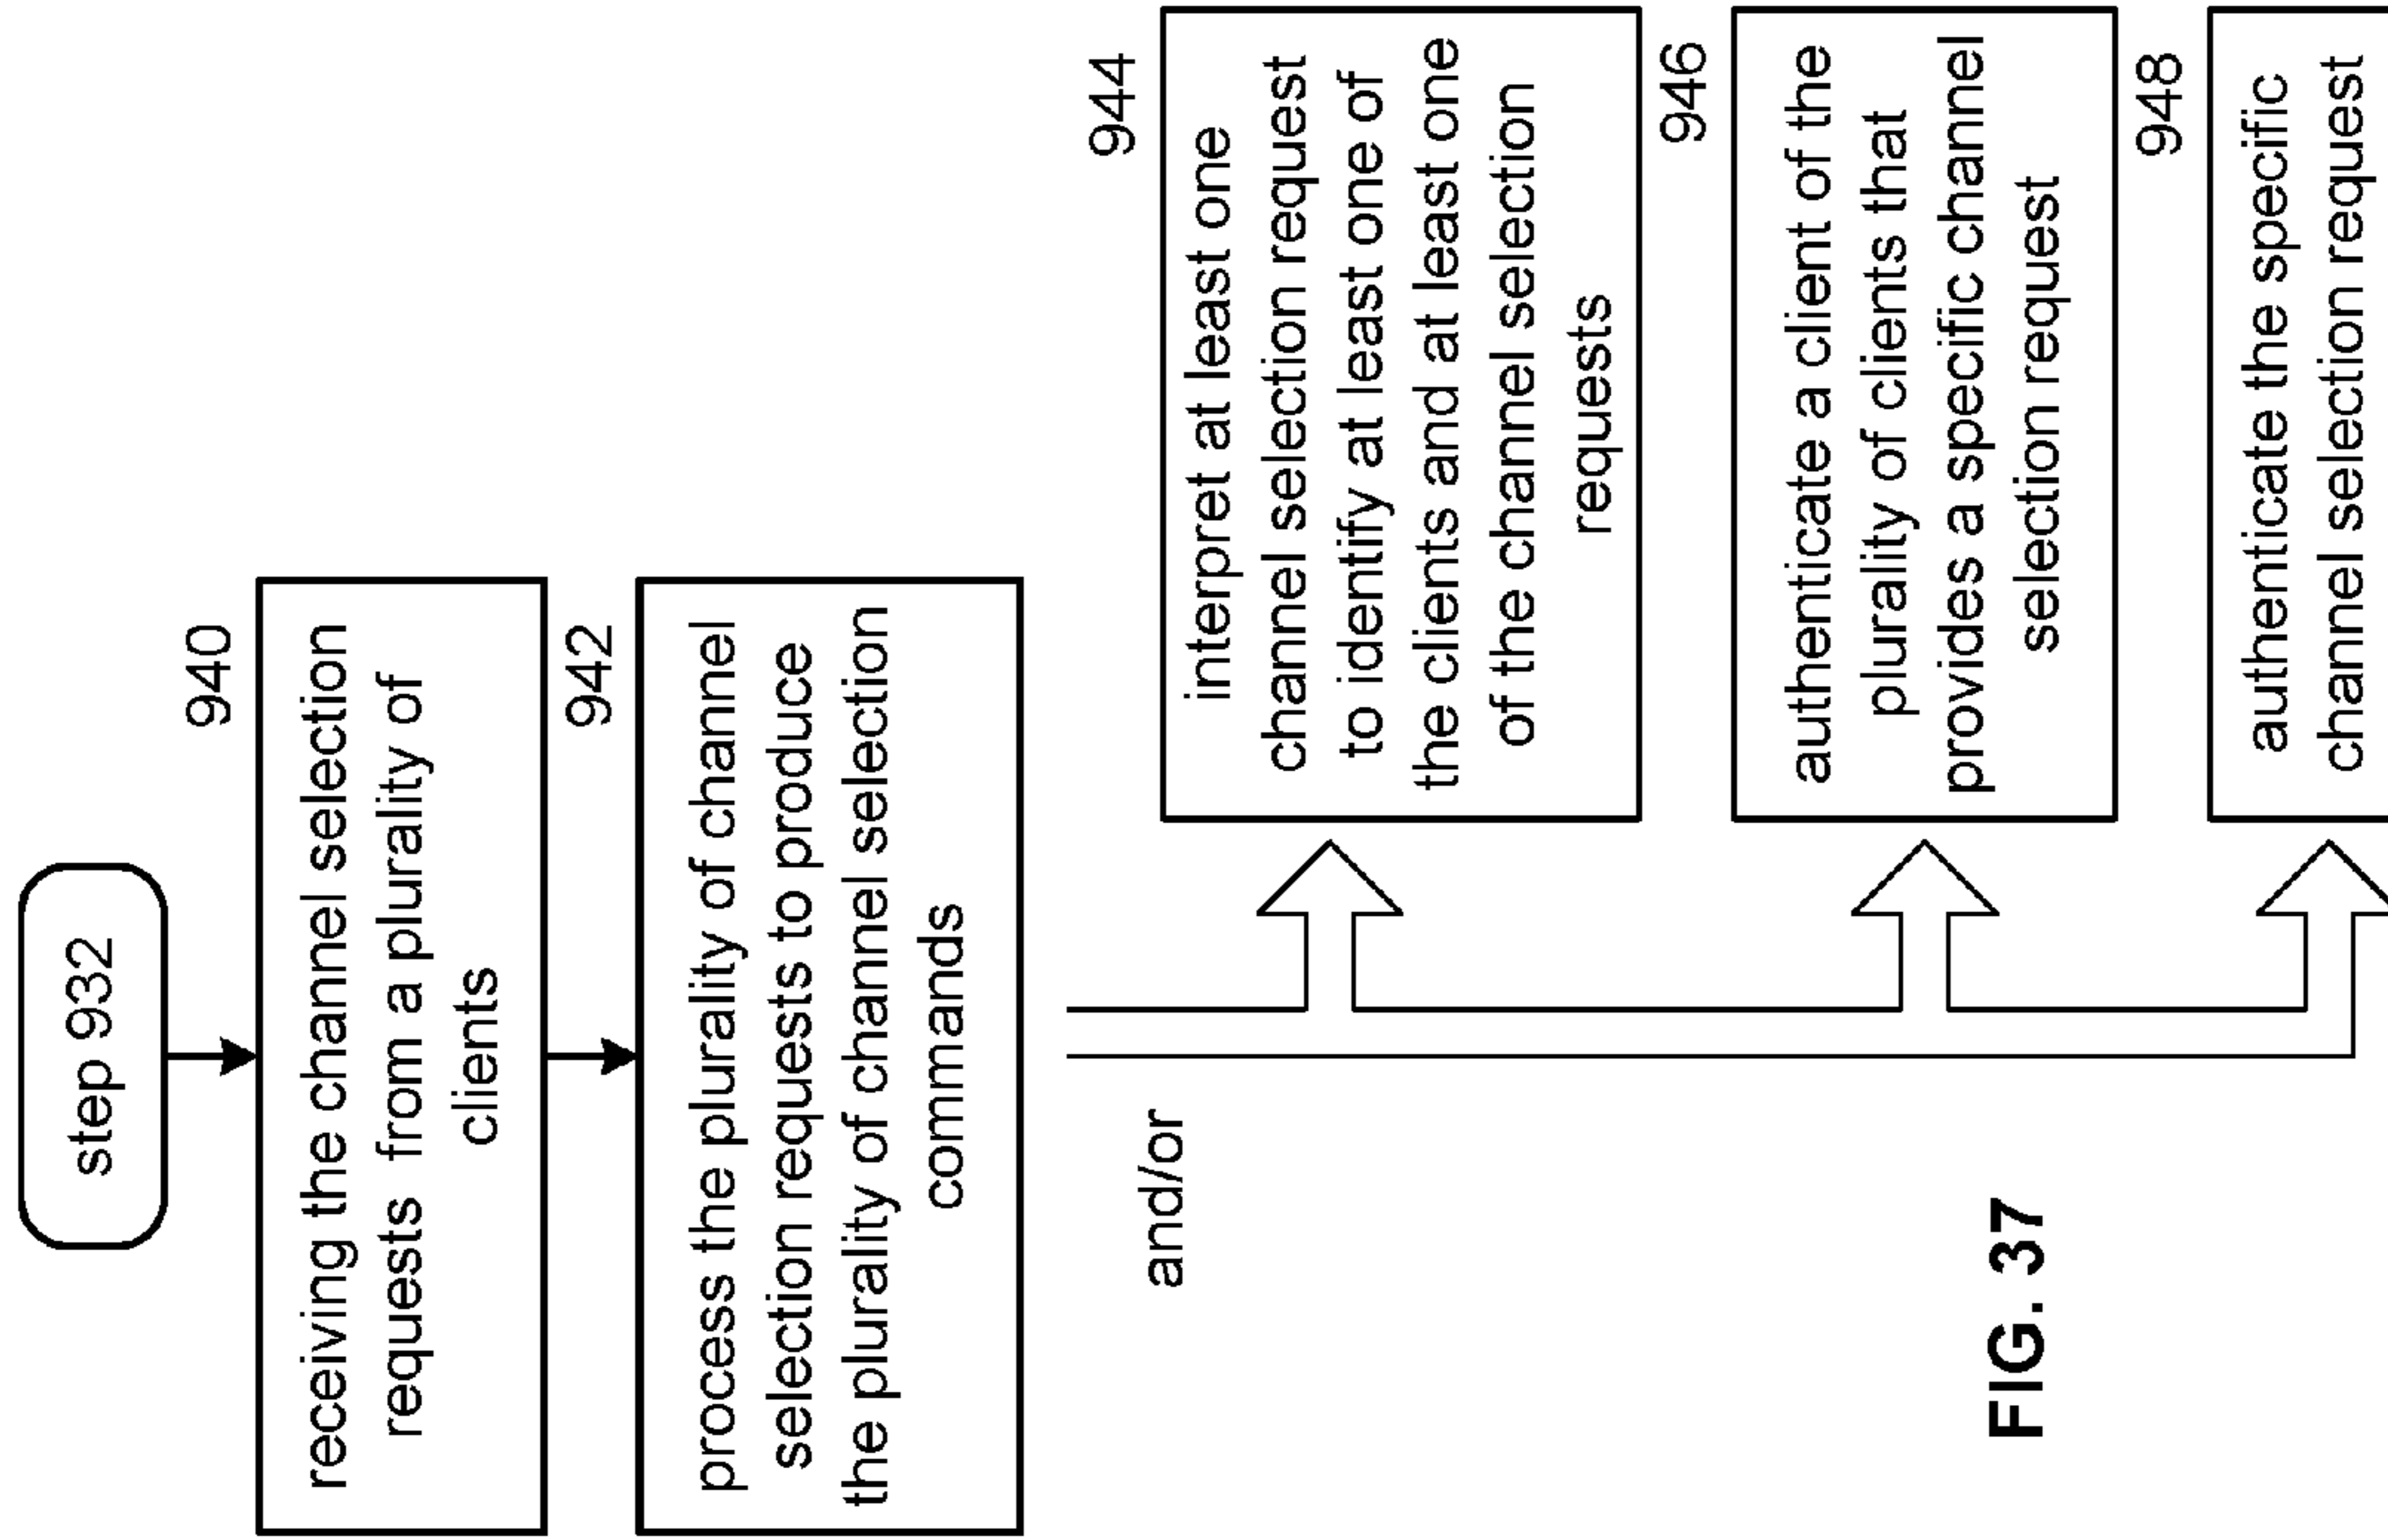 step 932
940
receiving the channel selection
requests from a plurality of
clients
942
process the plurality of channel
selection requests to produce
the plurality of channel selection
commands
and/or
944
interpret at least one
channel selection request
to identify at least one of
the clients and at least one
of the channel selection
requests
946
authenticate a client of the
plurality of clients that
provides a specific channel
selection request
948
authenticate the specific
channel selection request
FIG. 37